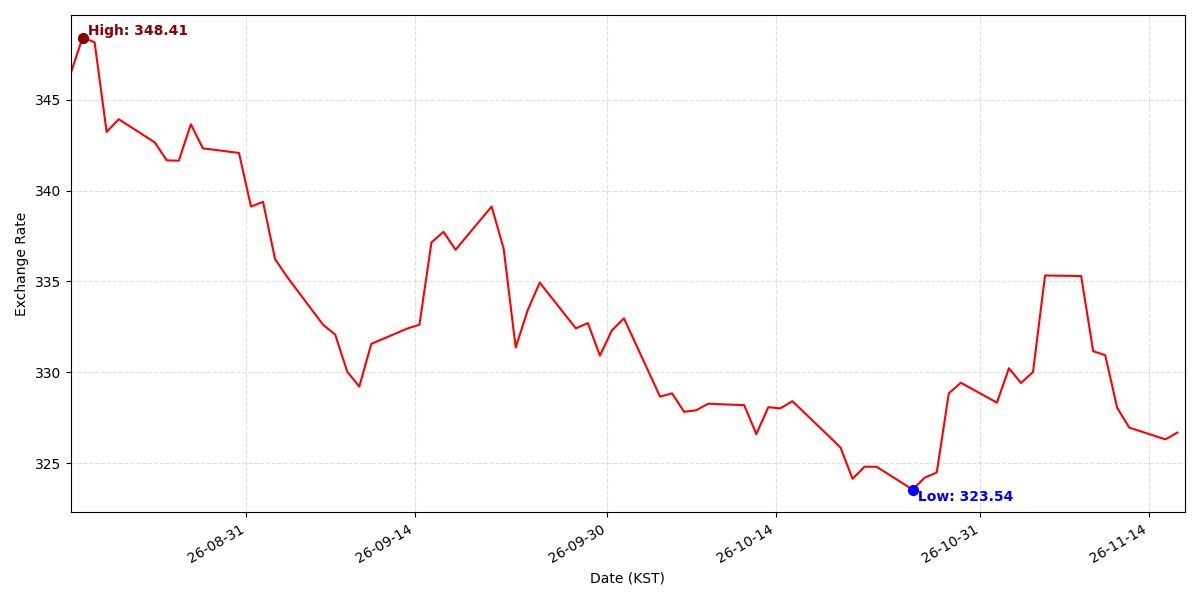 High: 348.41
345
340
335
330
325
Exchange Rate
Low: 323.54
26-08-31
26-09-14
26-09-30
26-10-14
26-10-31
26-11-14
Date (KST)